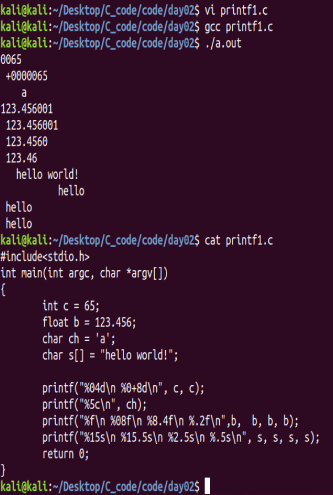 kali@kali:~/Desktop/C_code/code/day02$ vi printf1.c
kali@kali:~/Desktop/C_code/code/day02$ gcc printf1.c
kali@kali:~/Desktop/C_code/code/day02$ ./a.out
0065
 +0000065
    a
123.456001
 123.456001
 123.4560
 123.46
   hello world!
           hello
 hello
 hello
kali@kali:~/Desktop/C_code/code/day02$ cat printf1.c
#include<stdio.h>
int main(int argc, char *argv[])
{
        int c = 65;
        float b = 123.456;
        char ch = 'a';
        char s[] = "hello world!";

        printf("%04d\n %0+8d\n", c, c);
        printf("%5c\n", ch);
        printf("%f\n %08f\n %8.4f\n %.2f\n",b,  b, b, b);
        printf("%15s\n %15.5s\n %2.5s\n %.5s\n", s, s, s, s);
        return 0;
}
kali@kali:~/Desktop/C_code/code/day02$